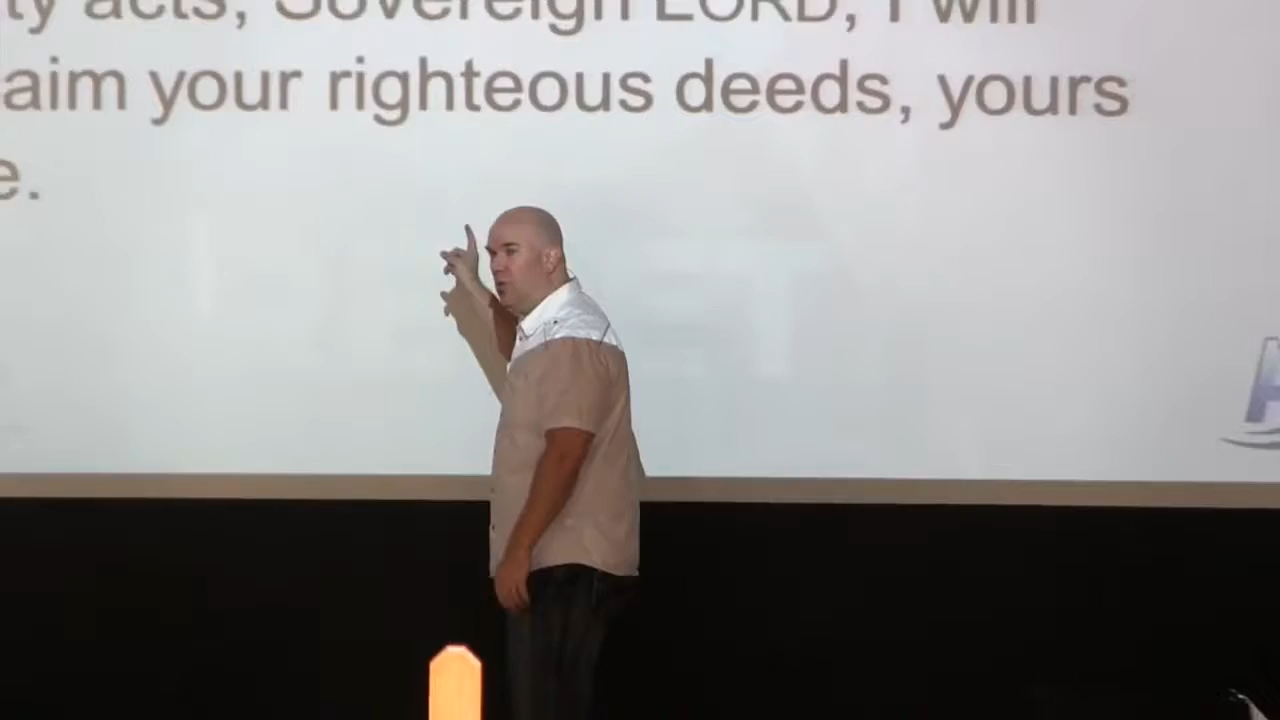 ty acts, Sovereign LORD, I will
aim your righteous deeds, yours
e.
A